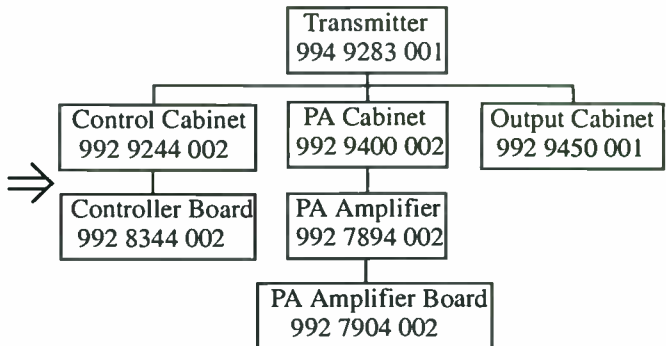 Transmitter
994 9283 001
Control Cabinet
992 9244 002
PA Cabinet
992 9400 002
Output Cabinet
992 9450 001
Controller Board
992 8344 002
PA Amplifier
992 7894 002
PA Amplifier Board
992 7904 002